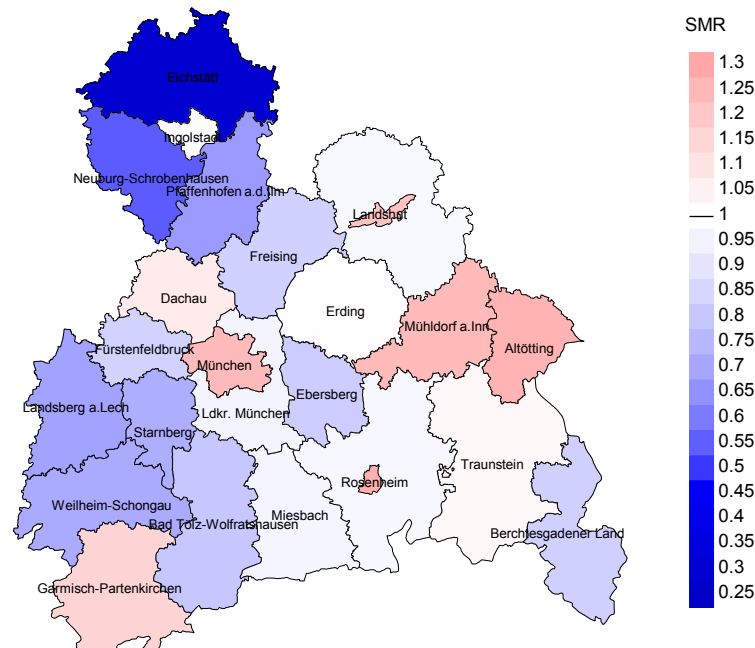 SMR
1.3
1.25
1.2
1.15
1.1
1.05
1
0.95
0.9
0.85
0.8
0.75
0.7
0.65
0.6
0.55
0.5
0.45
0.4
0.35
0.3
0.25
Eichstatt
Ingolstadt
Neuburg-Schrobenhausen
Pfaffenhofen a.d.Ilm
Landshut
Freising
Dachau
Erding
Mühldorf a.Inn
Altötting
Fürstenfeldbruck
München
Ebersberg
Landsberg a.Lech
Ldkr. München
Starnberg
Traunstein
Rosenheim
Weilheim-Schongau
Miesbach
Bad Tölz-Wolfratshausen
Berchtesgadener Land
Garmisch-Partenkirchen